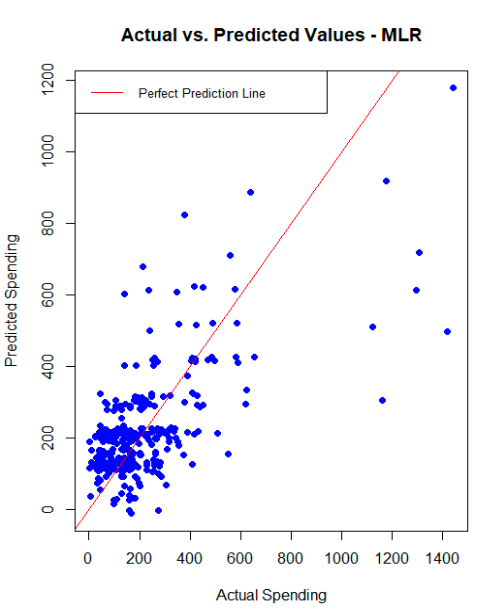 Actual vs. Predicted Values - MLR
Perfect Prediction Line
Predicted Spending
1200
1000
800
600
400
200
0
0 200 400 600 800 1000 1200 1400
Actual Spending